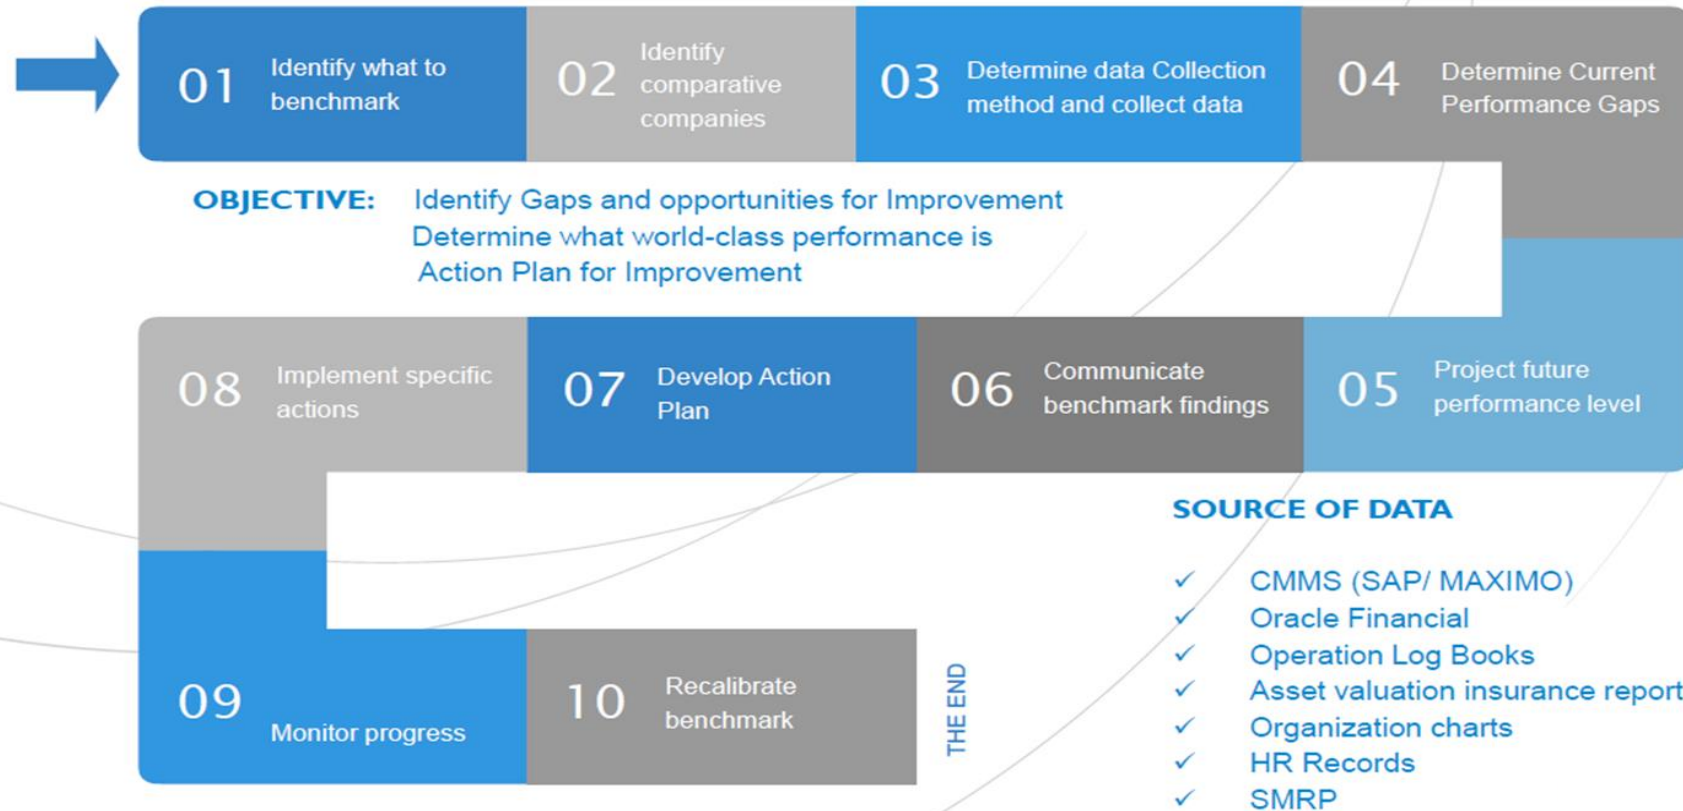 01
Identify what to
benchmark
02
Identify
comparative
companies
03
Determine data Collection
method and collect data
04
Determine Current
Performance Gaps
OBJECTIVE: Identify Gaps and opportunities for Improvement
Determine what world-class performance is
Action Plan for Improvement
05
Project future
performance level
06
Communicate
benchmark findings
07
Develop Action
Plan
08
Implement specific
actions
09
Monitor progress
10
Recalibrate
benchmark
THE END
SOURCE OF DATA
✓ CMMS (SAP/ MAXIMO)
✓ Oracle Financial
✓ Operation Log Books
✓ Asset valuation insurance report
✓ Organization charts
✓ HR Records
✓ SMRP